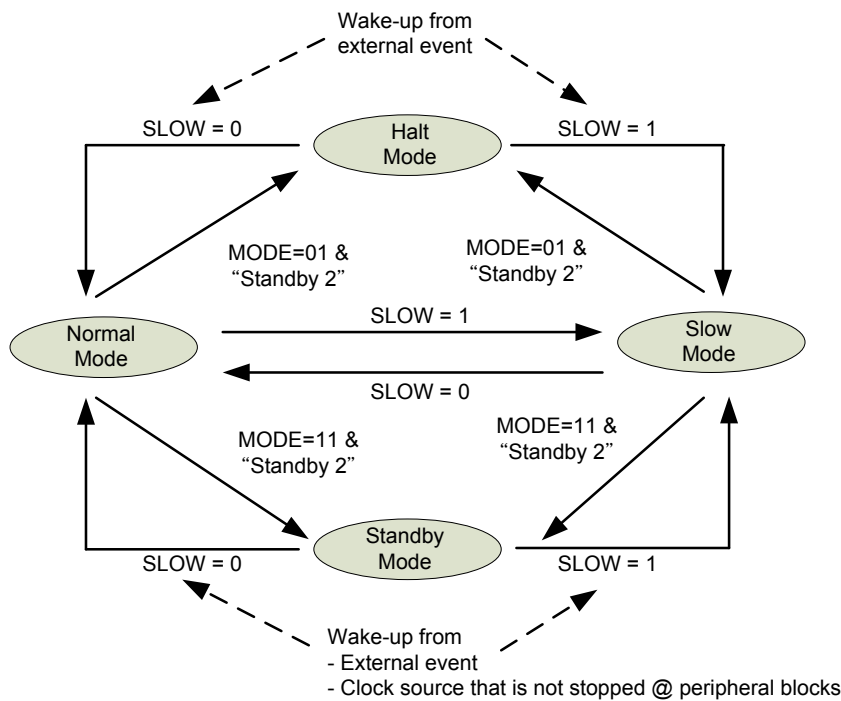 Wake-up from
external event
SLOW = 0
SLOW = 1
Halt
Mode
MODE=01 &
“Standby 2”
MODE=01 &
“Standby 2”
Normal
Mode
SLOW = 1
Slow
Mode
SLOW = 0
MODE=11 &
“Standby 2”
MODE=11 &
“Standby 2”
Standby
Mode
SLOW = 0
SLOW = 1
Wake-up from
- External event
- Clock source that is not stopped @ peripheral blocks